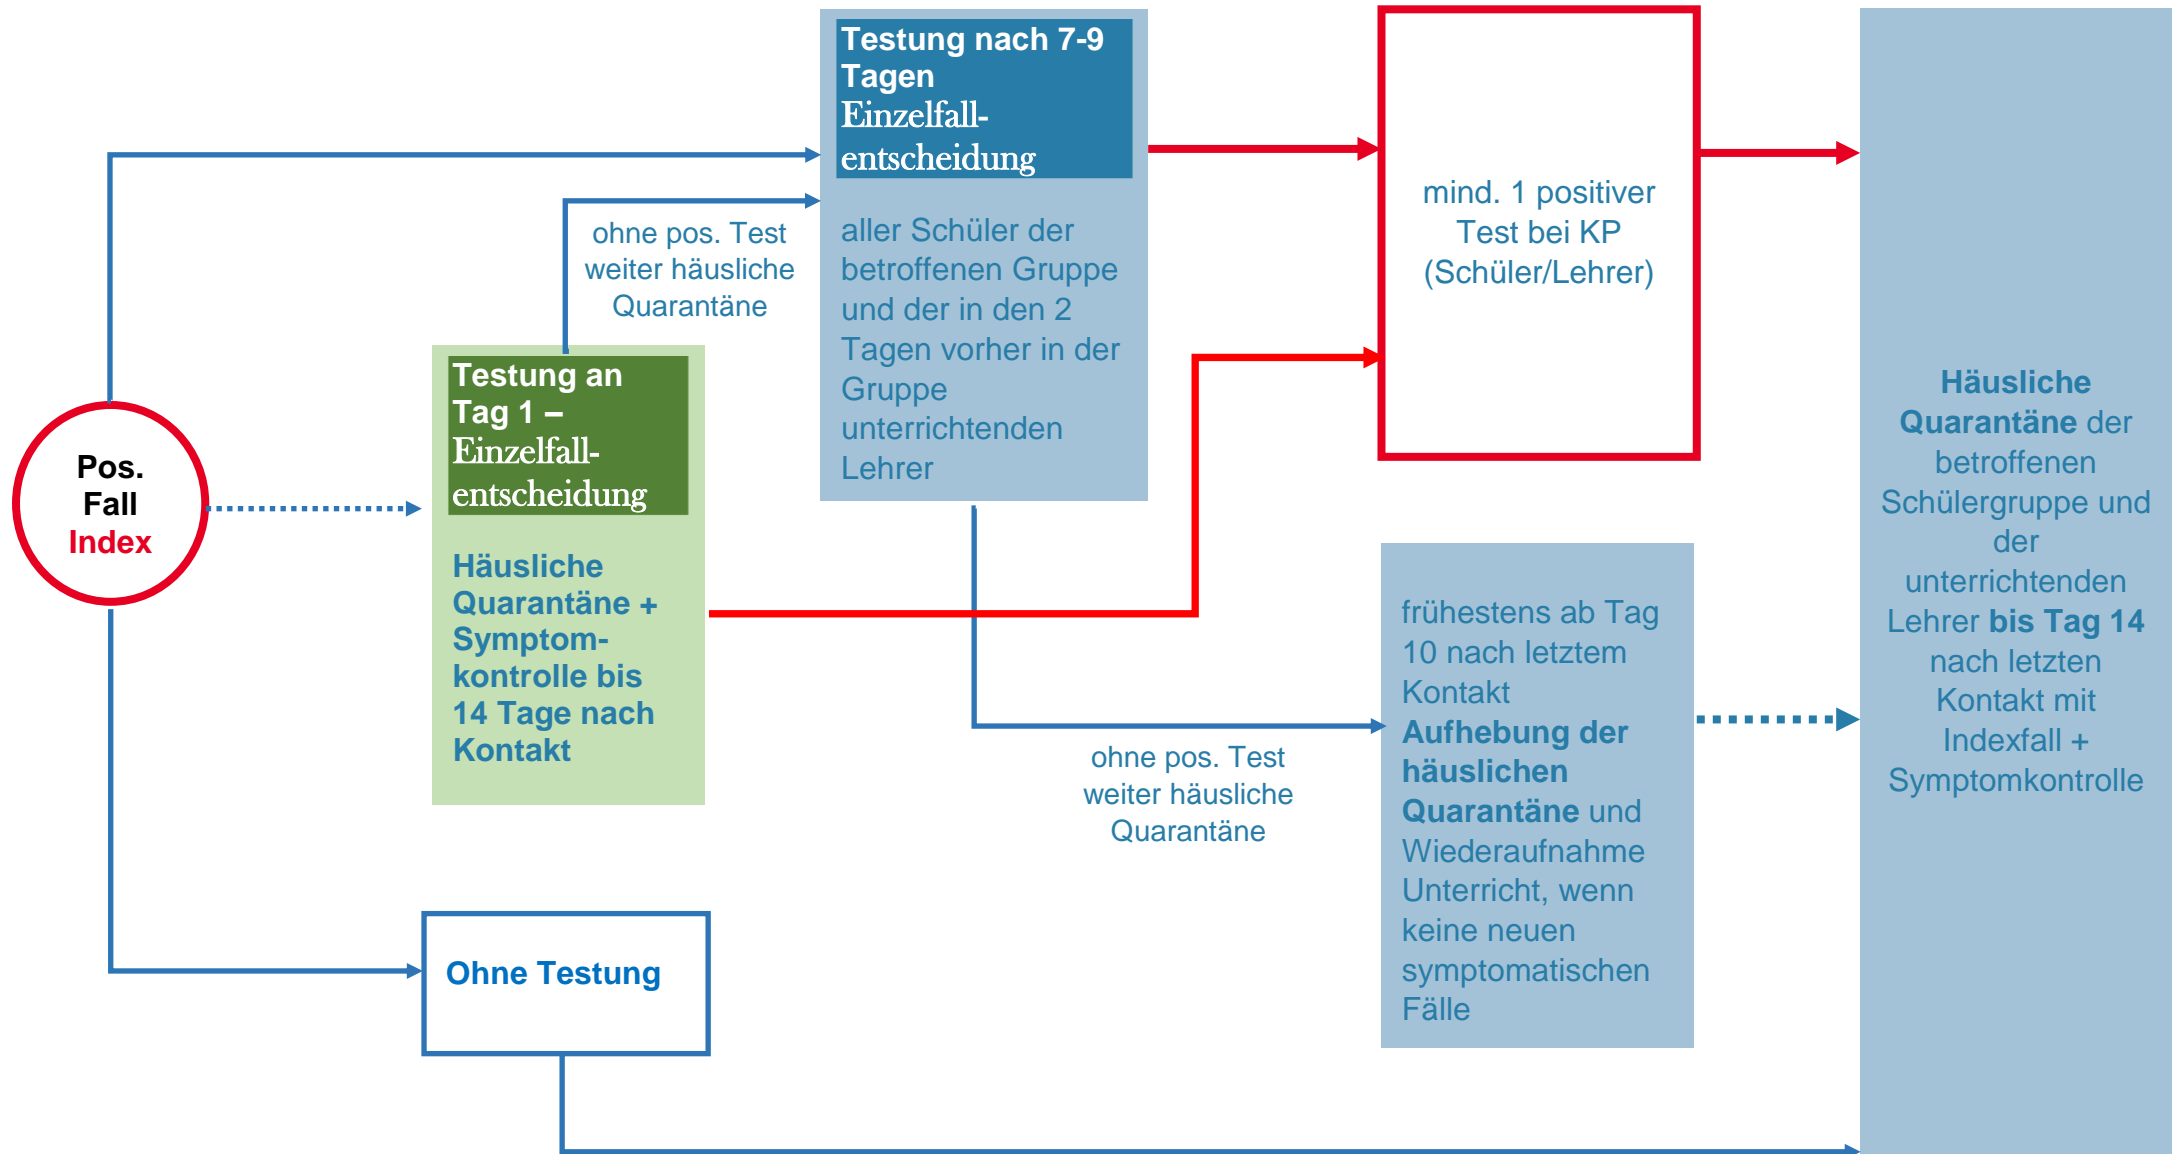 Pos.
Fall
Index
Testung an
Tag 1 –
Einzelfall-
entscheidung
Häusliche
Quarantäne +
Symptom-
kontrolle bis
14 Tage nach
Kontakt
Ohne Testung
ohne pos. Test
weiter häusliche
Quarantäne
Testung nach 7-9
Tagen
Einzelfall-
entscheidung
aller Schüler der
betroffenen Gruppe
und der in den 2
Tagen vorher in der
Gruppe
unterrichtenden
Lehrer
ohne pos. Test
weiter häusliche
Quarantäne
mind. 1 positiver
Test bei KP
(Schüler/Lehrer)
frühestens ab Tag
10 nach letztem
Kontakt
Aufhebung der
häuslichen
Quarantäne und
Wiederaufnahme
Unterricht, wenn
keine neuen
symptomatischen
Fälle
Häusliche
Quarantäne der
betroffenen
Schülergruppe und
der
unterrichtenden
Lehrer bis Tag 14
nach letzten
Kontakt mit
Indexfall +
Symptomkontrolle